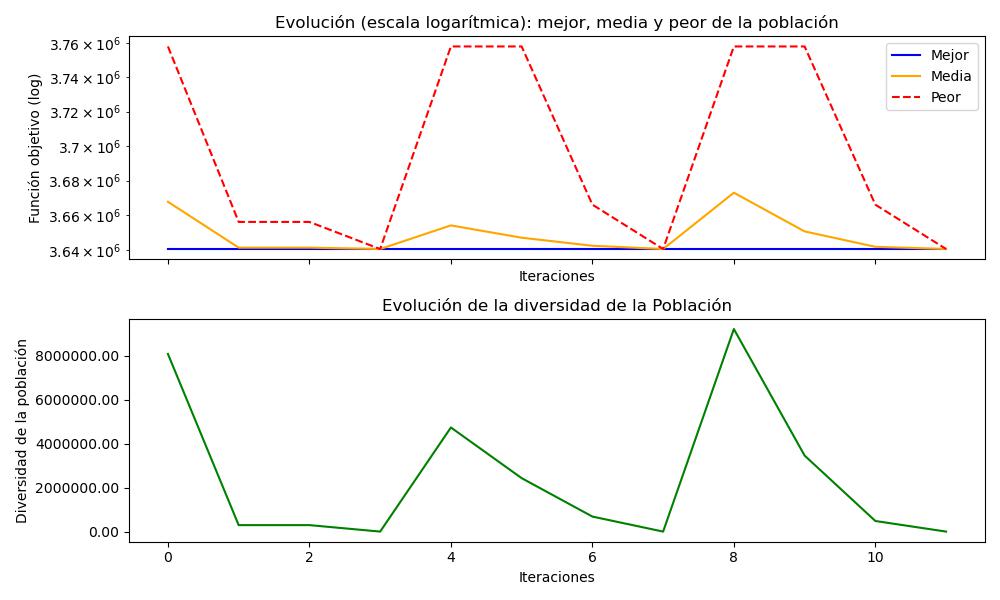 Evolución (escala logarítmica): mejor, media y peor de la población
3.76 × 10⁶
3.74 × 10⁶
3.72 × 10⁶
3.7 × 10⁶
3.68 × 10⁶
3.66 × 10⁶
3.64 × 10⁶
Función objetivo (log)
Mejor
Media
Peor
Iteraciones
Evolución de la diversidad de la Población
8000000.00
6000000.00
4000000.00
2000000.00
0.00
Diversidad de la población
0 2 4 6 8 10
Iteraciones